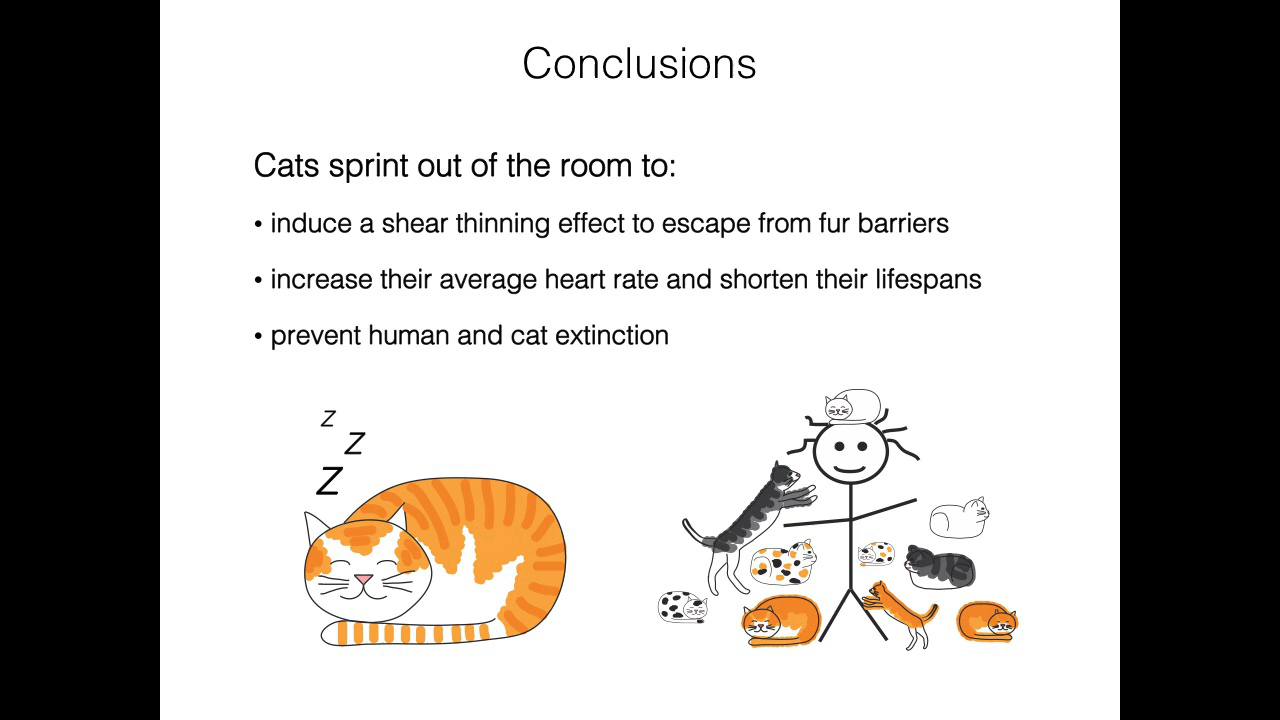 Conclusions
Cats sprint out of the room to:
• induce a shear thinning effect to escape from fur barriers
• increase their average heart rate and shorten their lifespans
• prevent human and cat extinction
z
z
z